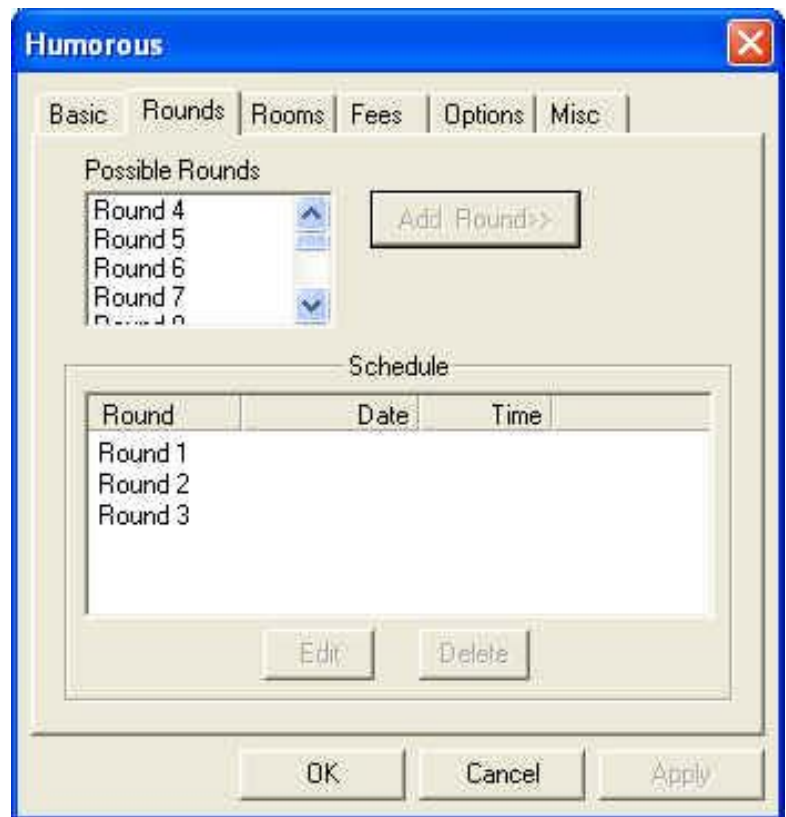 Humorous
Basic Rounds Rooms Fees Options Misc
Possible Rounds
Round 4
Round 5
Round 6
Round 7
Add Round>>
Schedule
Round Date Time
Round 1
Round 2
Round 3
Edit Delete
OK Cancel Apply